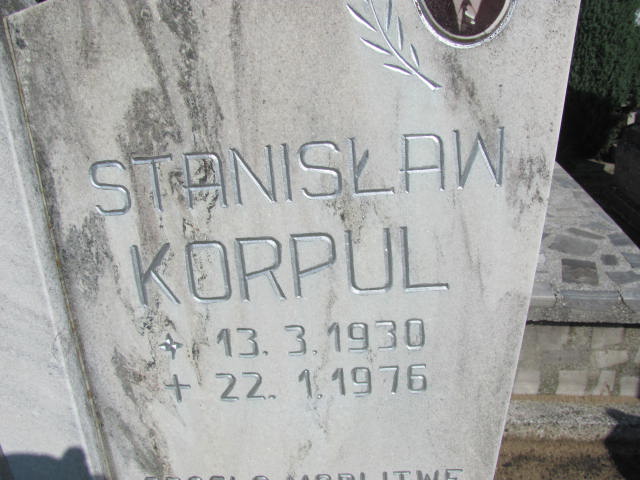 STANISŁAW
KORPUL
* 13. 3. 1930
+ 22. 1. 1976